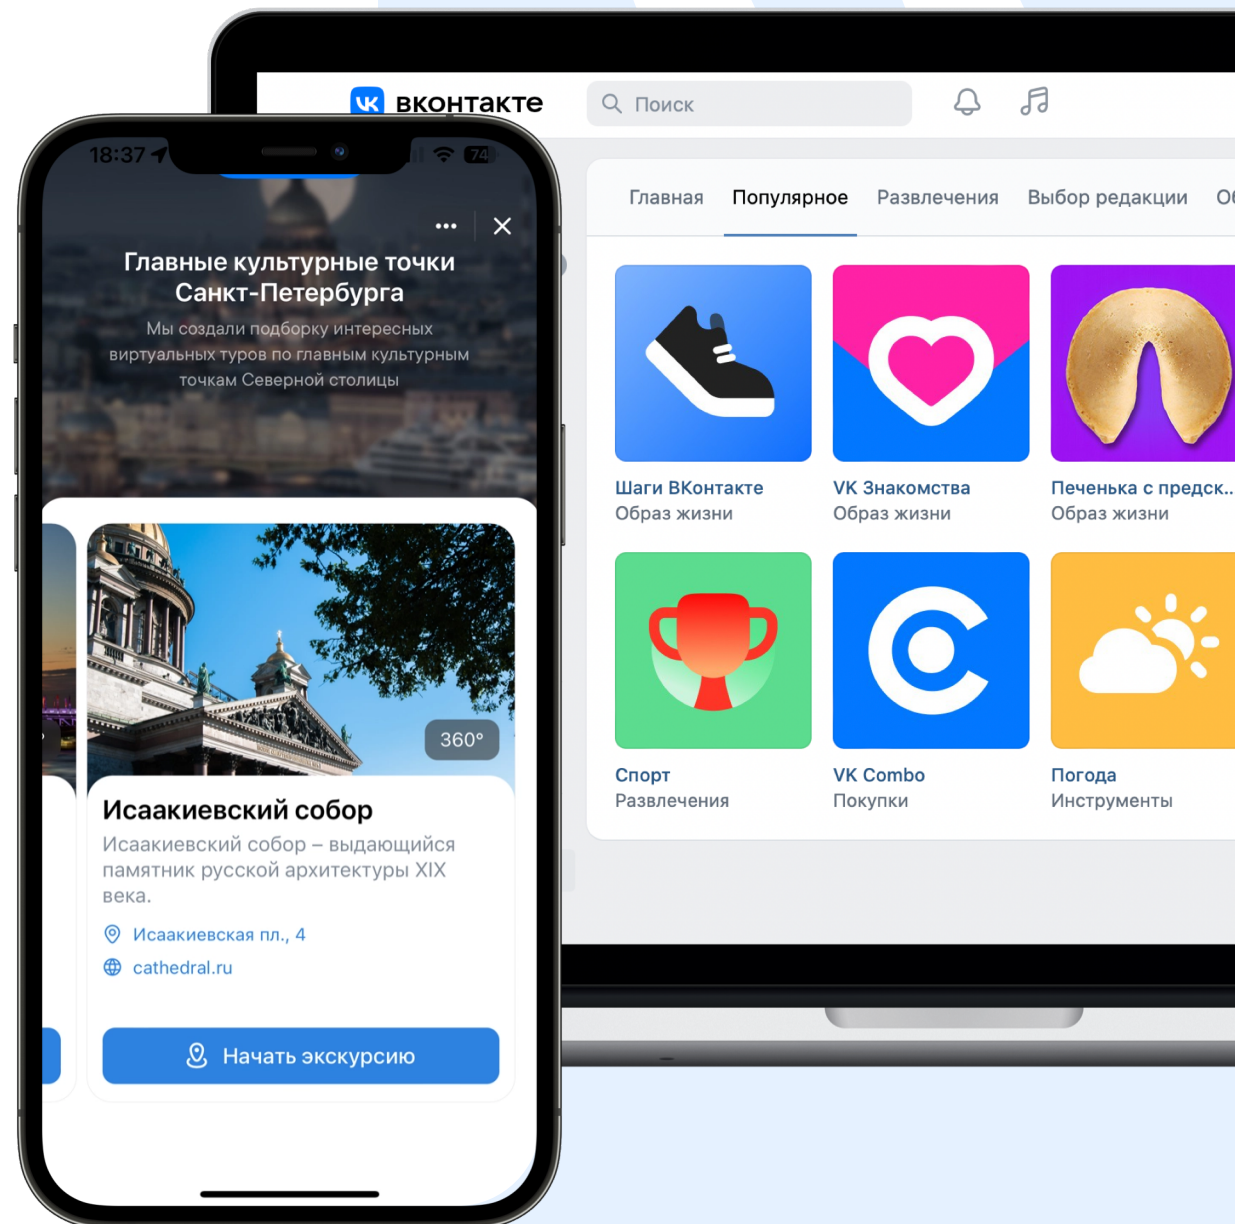 вконтакте
Поиск
Главная Популярное Развлечения Выбор редакции
Шаги ВКонтакте
Образ жизни
VK Знакомства
Образ жизни
Печенька с предск...
Образ жизни
Спорт
Развлечения
VK Combo
Покупки
Погода
Инструменты
18:37
74
Главные культурные точки
Санкт-Петербурга
Мы создали подборку интересных
виртуальных туров по главным культурным
точкам Северной столицы
360°
Исаакиевский собор
Исаакиевский собор – выдающийся
памятник русской архитектуры XIX
века.
Исаакиевская пл., 4
cathedral.ru
Начать экскурсию